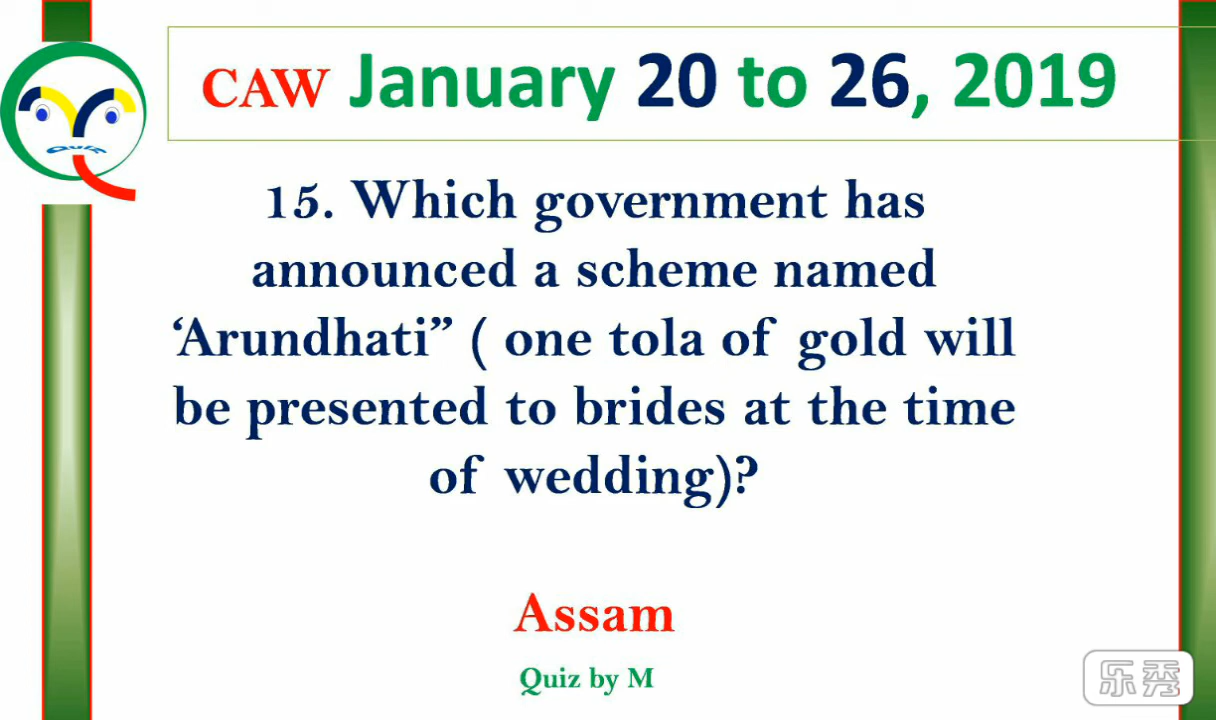 CAW January 20 to 26, 2019
Quiz
15. Which government has
announced a scheme named
‘Arundhati” ( one tola of gold will
be presented to brides at the time
of wedding)?
Assam
Quiz by M
乐秀